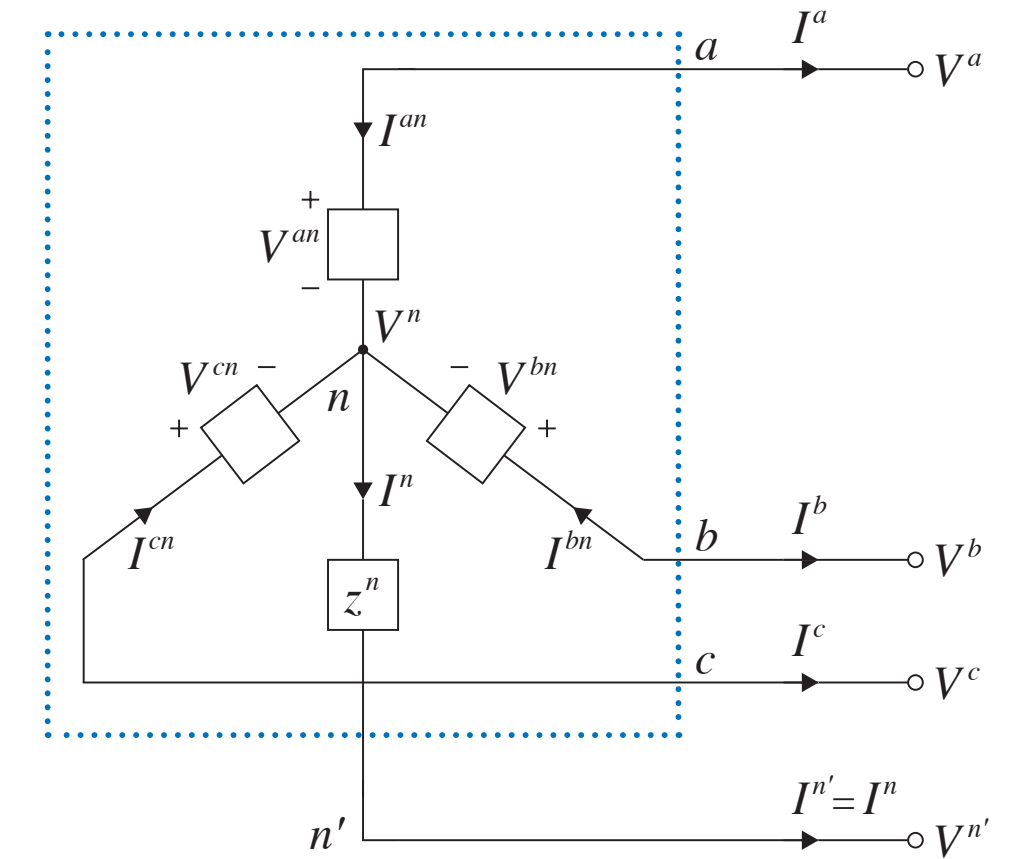 I^a
a
V^a
I^{an}
+
V^{an}
−
V^n
V^{cn} −
− V^{bn}
n
+
+
I^n
I^b
b
I^{cn}
I^{bn}
V^b
z^n
I^c
c
V^c
I^{n'} = I^n
n'
V^{n'}